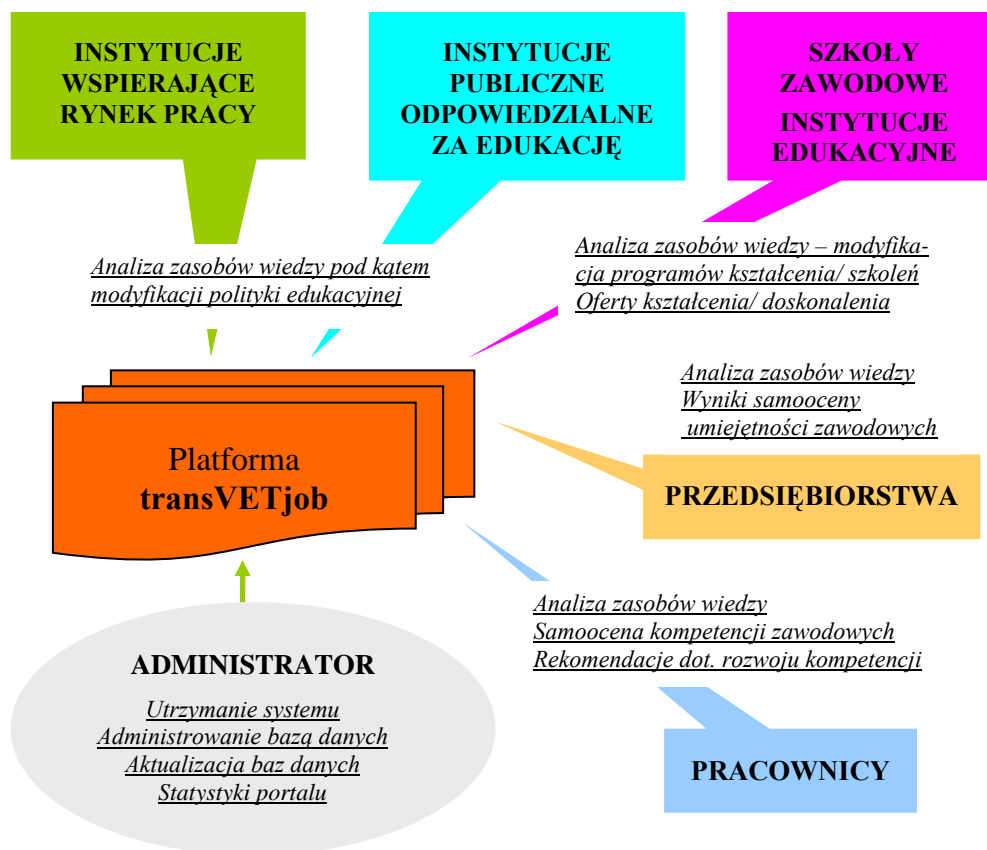 INSTYTUCJE
WSPIERAJĄCE
RYNEK PRACY
INSTYTUCJE
PUBLICZNE
ODPOWIEDZIALNE
ZA EDUKACJĘ
SZKOŁY
ZAWODOWE
INSTYTUCJE
EDUKACYJNE
Analiza zasobów wiedzy pod kątem
modyfikacji polityki edukacyjnej
Analiza zasobów wiedzy – modyfika-
cja programów kształcenia/ szkoleń
Oferty kształcenia/ doskonalenia
Analiza zasobów wiedzy
Wyniki samooceny
umiejętności zawodowych
Platforma
transVETjob
PRZEDSIĘBIORSTWA
Analiza zasobów wiedzy
Samoocena kompetencji zawodowych
Rekomendacje dot. rozwoju kompetencji
ADMINISTRATOR
Utrzymanie systemu
Administrowanie bazą danych
Aktualizacja baz danych
Statystyki portalu
PRACOWNICY